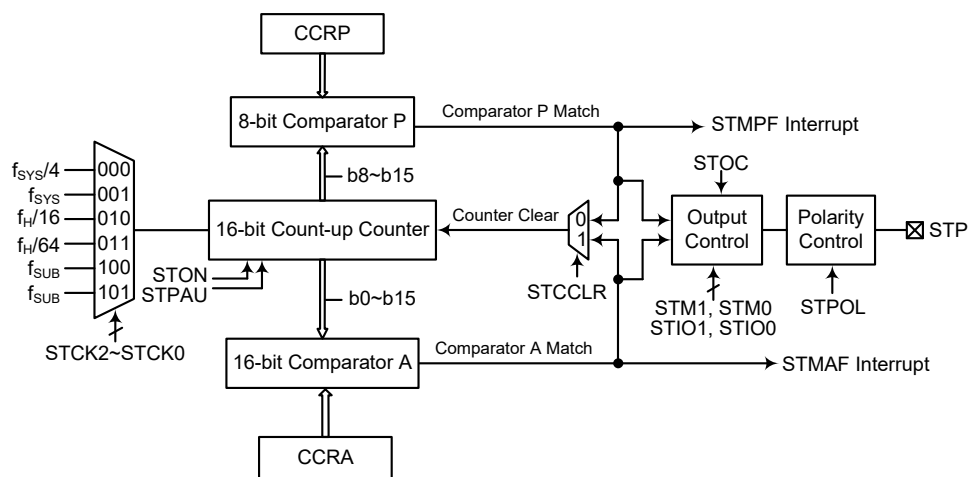 CCRP
8-bit Comparator P
Comparator P Match
STMPF Interrupt
b8~b15
fSYS/4 000
fSYS 001
fH/16 010
fH/64 011
fSUB 100
fSUB 101
STCK2~STCK0
16-bit Count-up Counter
STON
STPAU
Counter Clear
0
1
STCCLR
STOC
Output
Control
STM1, STM0
STIO1, STIO0
Polarity
Control
STPOL
STP
b0~b15
16-bit Comparator A
Comparator A Match
STMAF Interrupt
CCRA